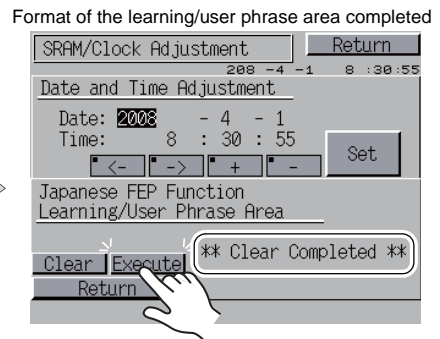 Format of the learning/user phrase area completed
SRAM/Clock Adjustment Return
208 -4 -1 8 :30:55
Date and Time Adjustment
Date: 2008 - 4 - 1
Time: 8 : 30 : 55
<- -> + - Set
Japanese FEP Function
Learning/User Phrase Area
** Clear Completed **
Clear Execute
Return